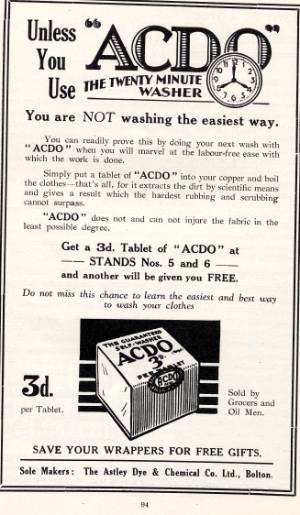 Unless "ACDO"
You THE TWENTY MINUTE
Use WASHER
You are NOT washing the easiest way.
You can readily prove this by doing your next wash with
"ACDO" when you will marvel at the labour-free ease with
which the work is done.
Simply put a tablet of "ACDO" into your copper and boil
the clothes—that's all, for it extracts the dirt by scientific means
and gives a result which the hardest rubbing and scrubbing
cannot surpass.
"ACDO" does not and can not injure the fabric in the
least possible degree.
Get a 3d. Tablet of "ACDO" at
—— STANDS Nos. 5 and 6 ——
and another will be given you FREE.
Do not miss this chance to learn the easiest and best way
to wash your clothes
THE GUARANTEED
SELF-WASHER
ACDO
ACDO
3d.
per Tablet.
Sold by
Grocers and
Oil Men.
SAVE YOUR WRAPPERS FOR FREE GIFTS.
Sole Makers: The Astley Dye & Chemical Co. Ltd., Bolton.
94